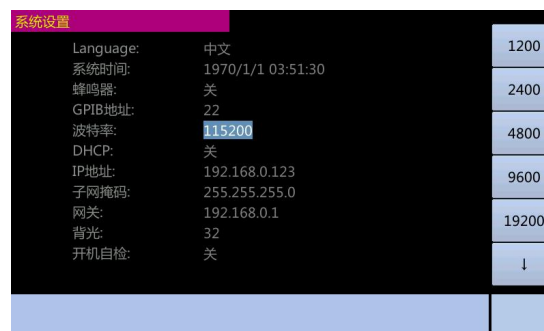 系统设置
Language: 中文
系统时间: 1970/1/1 03:51:30
蜂鸣器: 关
GPIB地址: 22
波特率: 115200
DHCP: 关
IP地址: 192.168.0.123
子网掩码: 255.255.255.0
网关: 192.168.0.1
背光: 32
开机自检: 关
1200
2400
4800
9600
19200
↓